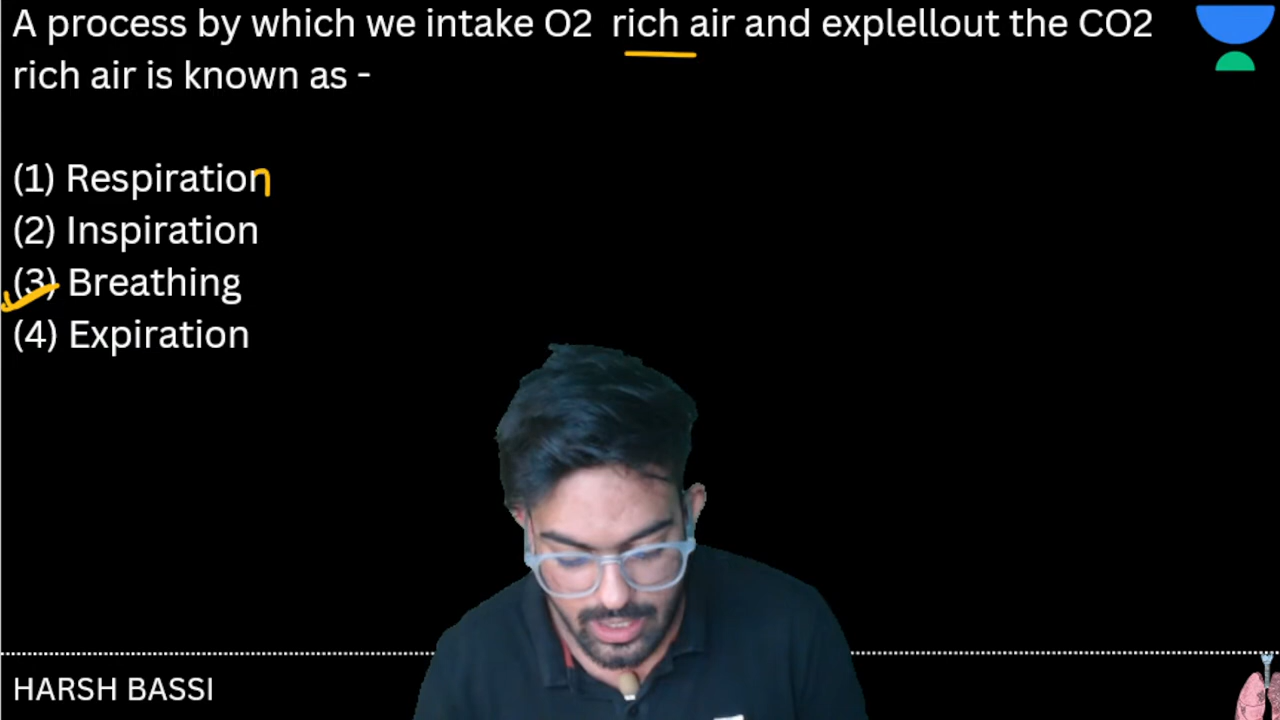 A process by which we intake O2 rich air and explellout the CO2
rich air is known as -
(1) Respiration
(2) Inspiration
(3) Breathing
(4) Expiration
HARSH BASSI